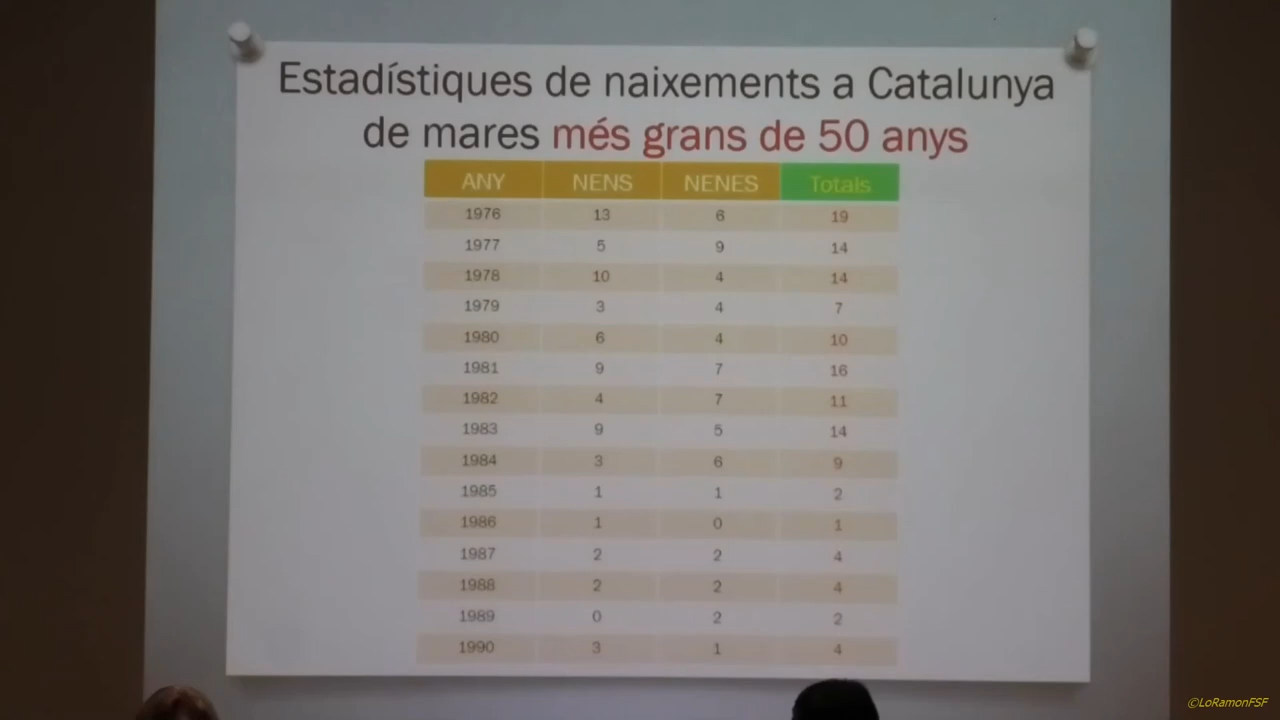 Estadístiques de naixements a Catalunya
de mares més grans de 50 anys
ANY NENS NENES Totals
1976 13 6 19
1977 5 9 14
1978 10 4 14
1979 3 4 7
1980 6 4 10
1981 9 7 16
1982 4 7 11
1983 9 5 14
1984 3 6 9
1985 1 1 2
1986 1 0 1
1987 2 2 4
1988 2 2 4
1989 0 2 2
1990 3 1 4
©LoRamonFSF